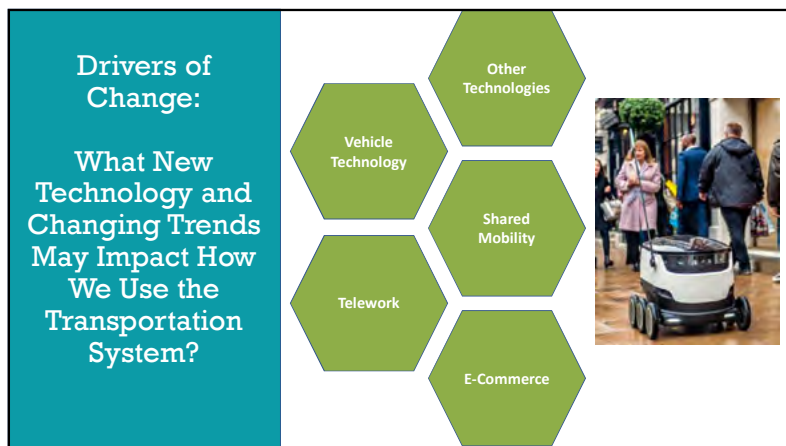 Drivers of
Change:
What New
Technology and
Changing Trends
May Impact How
We Use the
Transportation
System?
Other
Technologies
Vehicle
Technology
Shared
Mobility
Telework
E-Commerce